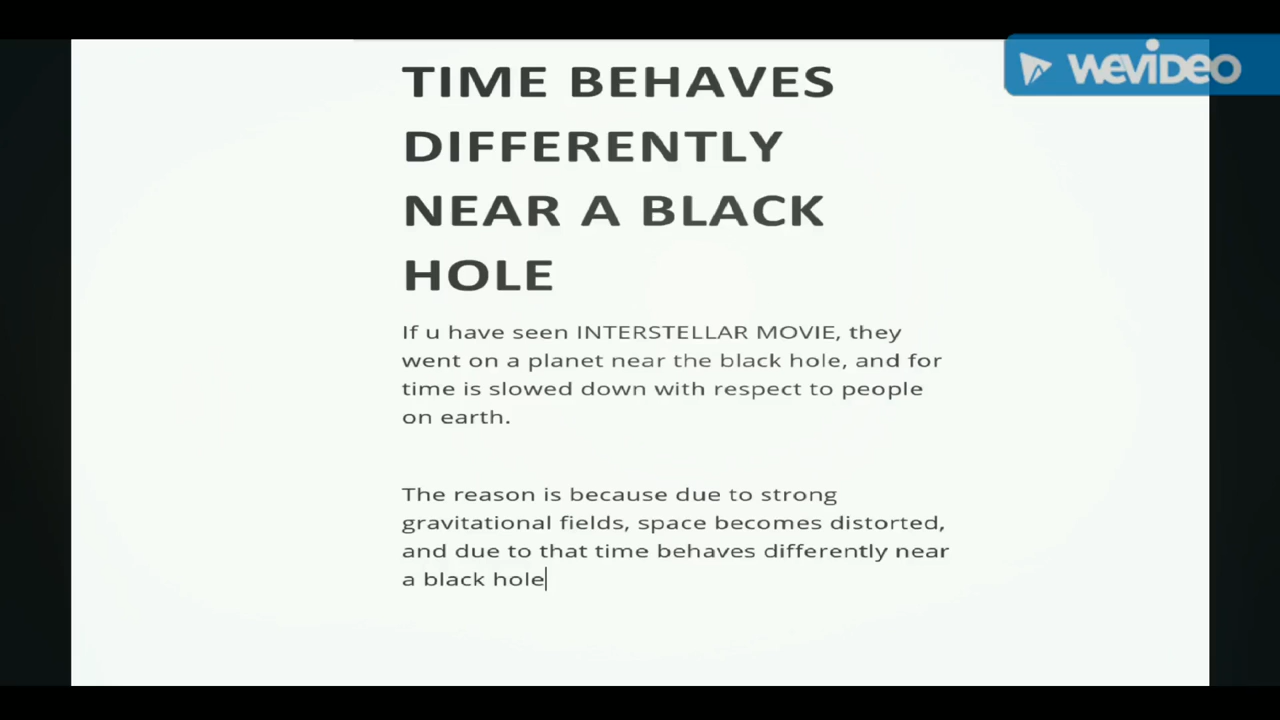 TIME BEHAVES
DIFFERENTLY
NEAR A BLACK
HOLE
If u have seen INTERSTELLAR MOVIE, they
went on a planet near the black hole, and for
time is slowed down with respect to people
on earth.
The reason is because due to strong
gravitational fields, space becomes distorted,
and due to that time behaves differently near
a black hole
WEVIDEO